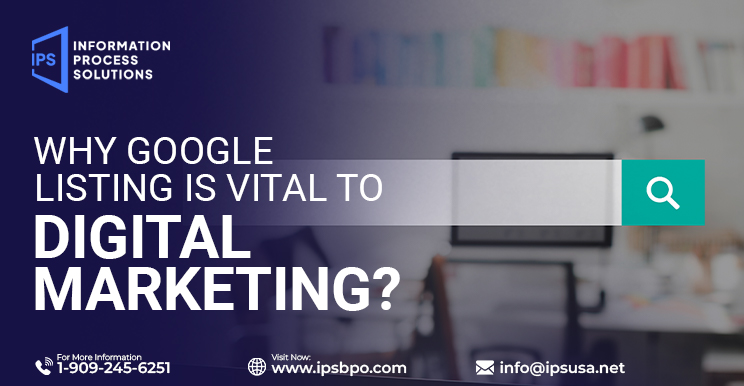 IPS
INFORMATION
PROCESS
SOLUTIONS
WHY GOOGLE
LISTING IS VITAL TO
DIGITAL
MARKETING?
For More Information
1-909-245-6251
Visit Now:
www.ipsbpo.com
info@ipsusa.net